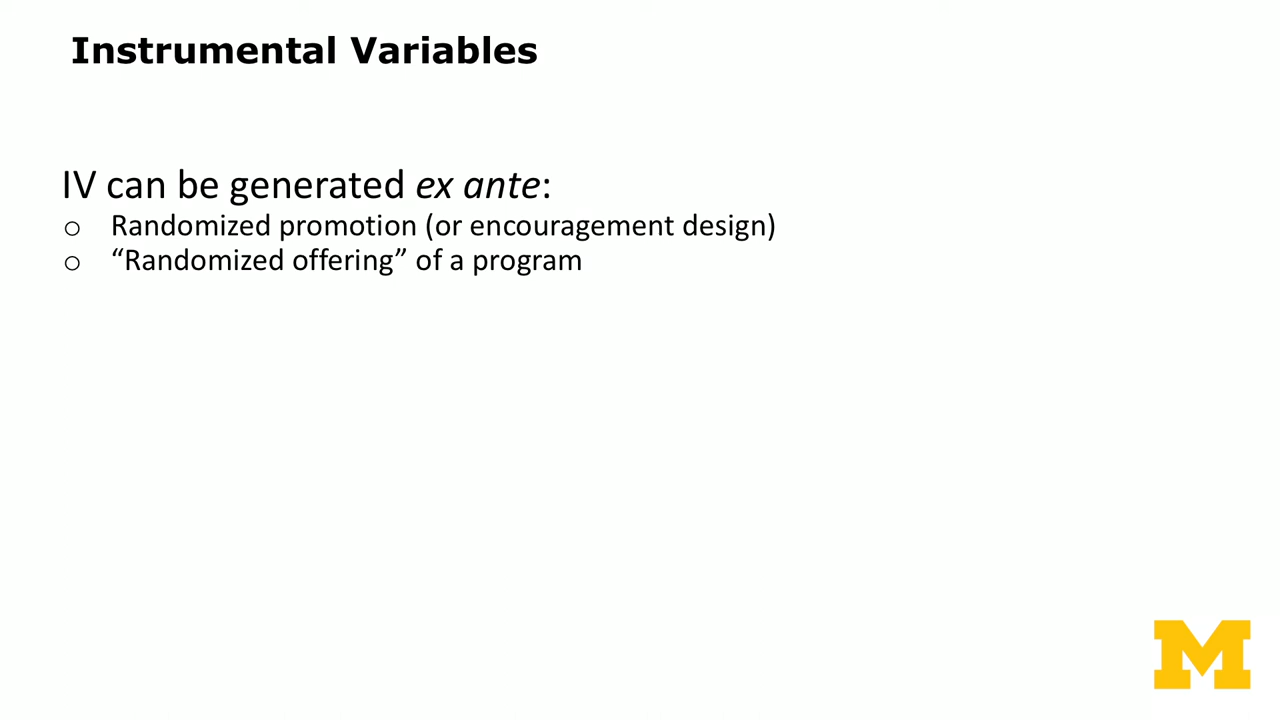 Instrumental Variables
IV can be generated ex ante:
o Randomized promotion (or encouragement design)
o “Randomized offering” of a program
M